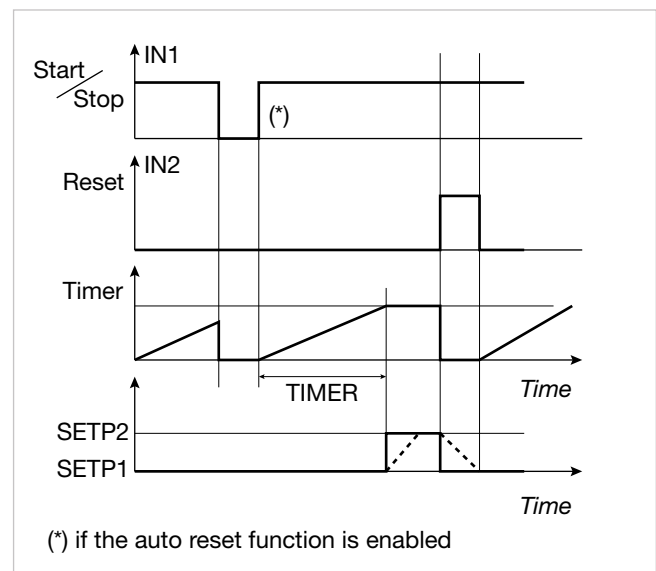 IN1
Start
Stop
(*)
IN2
Reset
Timer
TIMER
Time
SETP2
SETP1
Time
(*) if the auto reset function is enabled